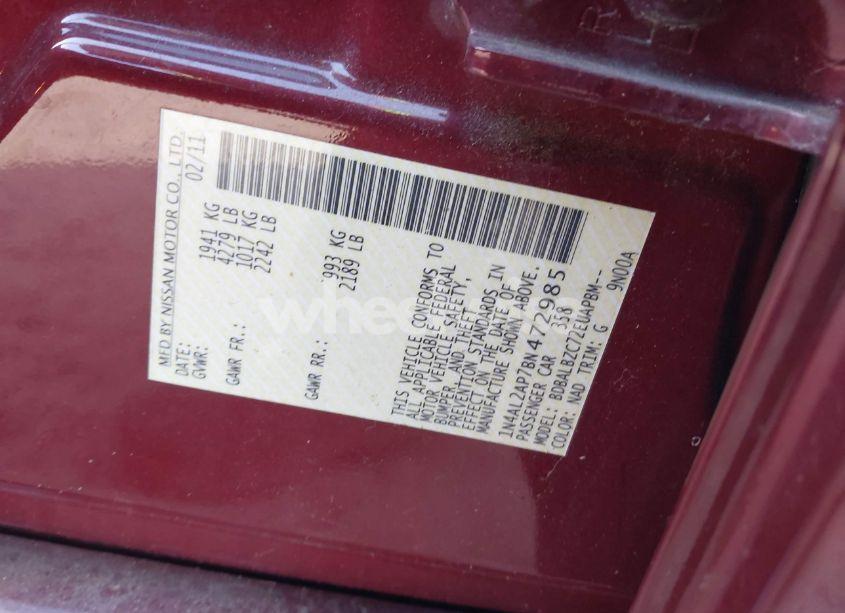 MFD BY NISSAN MOTOR CO., LTD.
DATE: 02/11
GVWR: 1941 KG
4279 LB
GAWR FR.: 1017 KG
2242 LB
GAWR RR.: 993 KG
2189 LB
THIS VEHICLE CONFORMS TO
ALL APPLICABLE FEDERAL
MOTOR VEHICLE SAFETY,
BUMPER, AND THEFT
PREVENTION STANDARDS IN
EFFECT ON THE DATE OF
MANUFACTURE SHOWN ABOVE.
1N4AL2AP7BN472985
PASSENGER CAR 358
MODEL: BDBALBZC72EUAPBM---
COLOR: NAD TRIM: G 9N00A
R